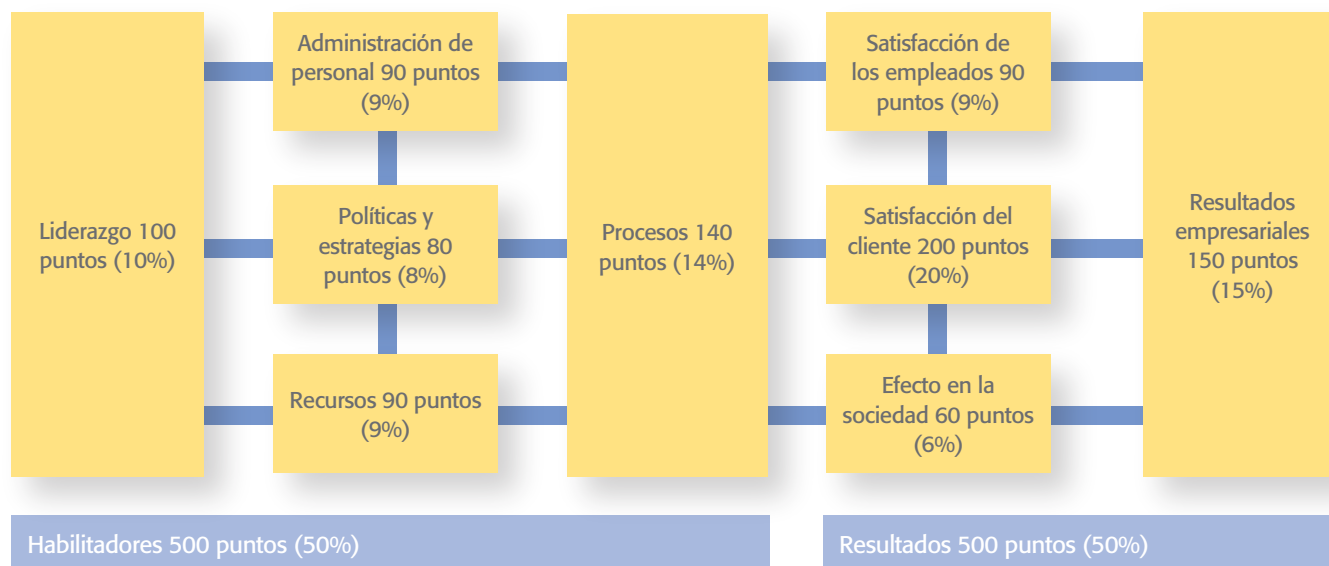 Liderazgo 100
puntos (10%)
Administración de
personal 90 puntos
(9%)
Políticas y
estrategias 80
puntos (8%)
Recursos 90 puntos
(9%)
Procesos 140
puntos (14%)
Satisfacción de
los empleados 90
puntos (9%)
Satisfacción del
cliente 200 puntos
(20%)
Efecto en la
sociedad 60 puntos
(6%)
Resultados
empresariales
150 puntos
(15%)
Habilitadores 500 puntos (50%)
Resultados 500 puntos (50%)